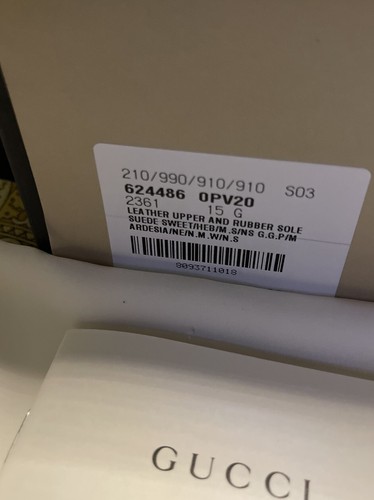 210/990/910/910 S03
624486 0PV20
2361 15 G
LEATHER UPPER AND RUBBER SOLE
SUEDE SWEET/HEB/M.S/NS G.G.P/M
ARDESIA/NE/N.M.W/N.S
8093711018
GUCCI